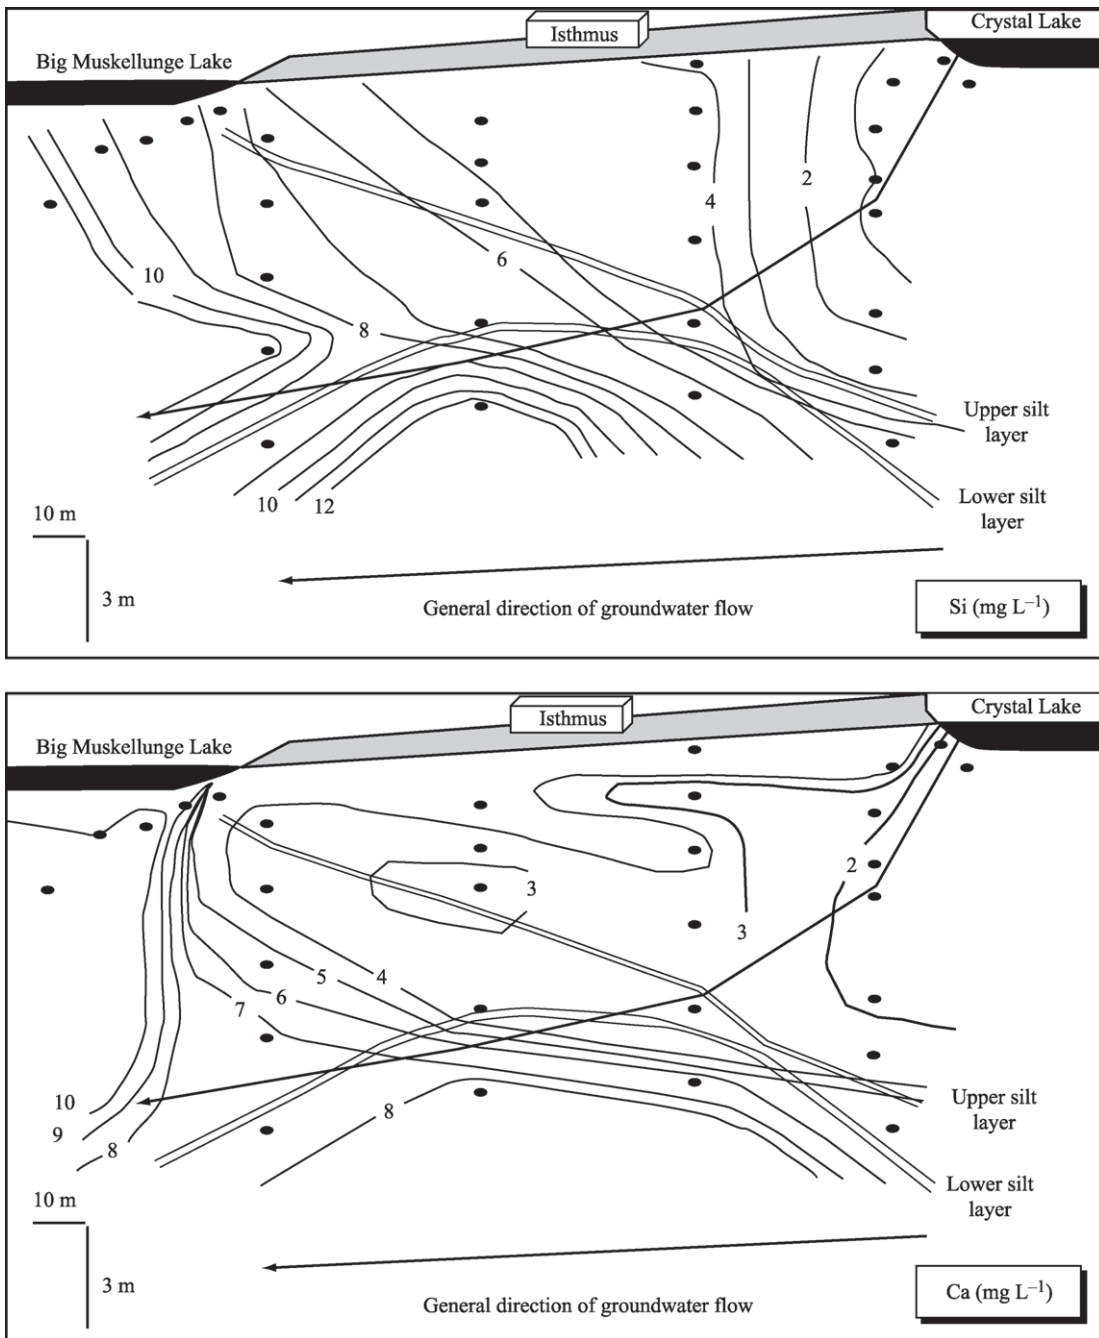 Isthmus
Crystal Lake
Big Muskellunge Lake
2
4
6
10
8
Upper silt
layer
10
12
Lower silt
layer
10 m
3 m
General direction of groundwater flow
Si (mg L⁻¹)
Isthmus
Crystal Lake
Big Muskellunge Lake
2
3
3
5
4
6
7
10
9
8
8
Upper silt
layer
Lower silt
layer
10 m
3 m
General direction of groundwater flow
Ca (mg L⁻¹)